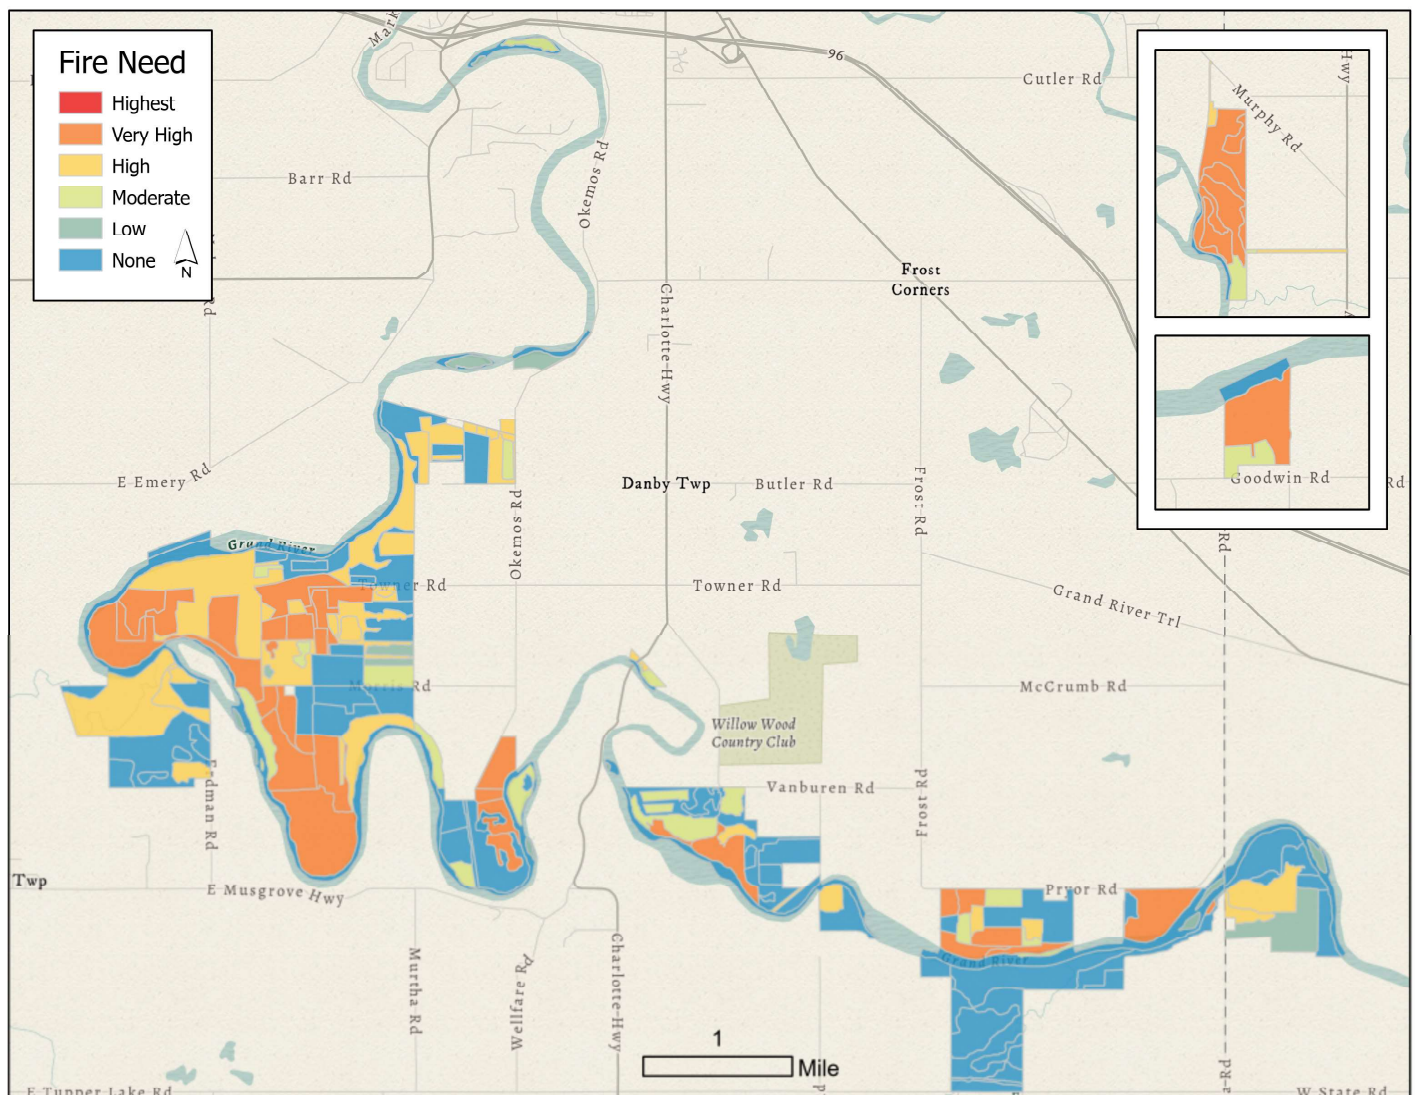 Fire Need
Highest
Very High
High
Moderate
Low
None
N
Mark
96
Cutler Rd
Barr Rd
Okemos Rd
Rd
Frost
Corners
Charlotte Hwy
E Emery Rd
Danby Twp
Butler Rd
Frost Rd
Okemos Rd
Grand River
Towner Rd
Towner Rd
Grand River Trl
Rd
Morris Rd
McCrumb Rd
Willow Wood
Country Club
Vanburen Rd
Erdman Rd
Frost Rd
Twp
E Musgrove Hwy
Pryor Rd
Grand River
Murtha Rd
Wellfare Rd
Charlotte Hwy
1
Mile
E Tupper Lake Rd
W State Rd
Rd
Hwy
Murphy Rd
Goodwin Rd
Rd